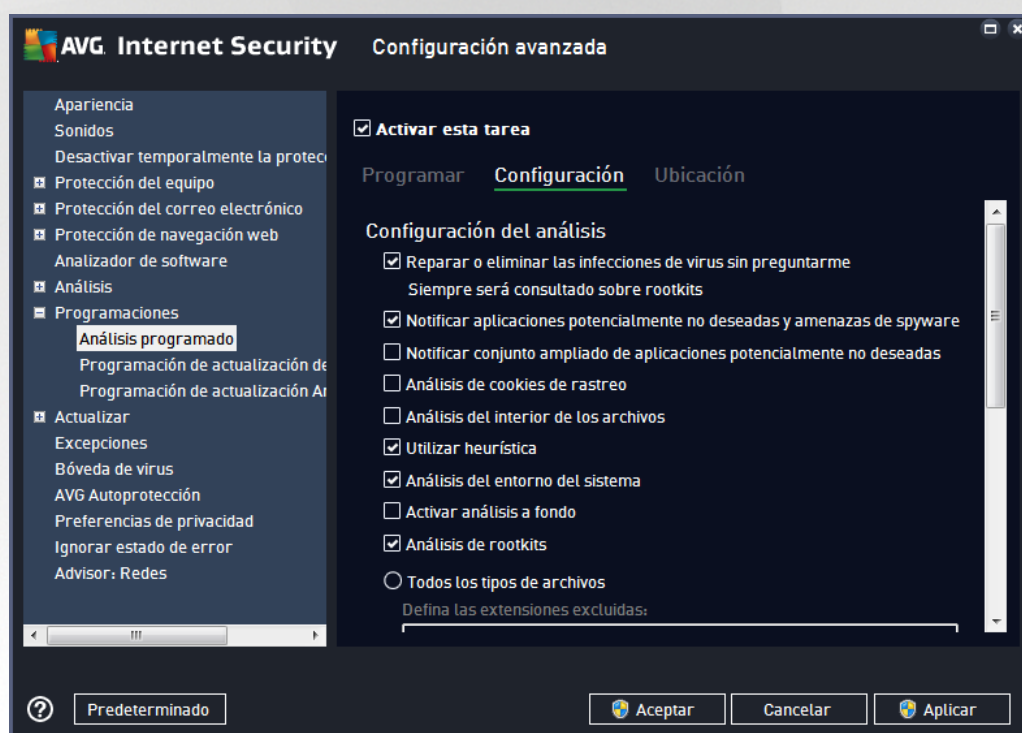 AVG. Internet Security Configuración avanzada
Apariencia
Sonidos
Desactivar temporalmente la protec
Protección del equipo
Protección del correo electrónico
Protección de navegación web
Analizador de software
Análisis
Programaciones
Análisis programado
Programación de actualización de
Programación de actualización
Actualizar
Excepciones
Bóveda de virus
AVG Autoprotección
Preferencias de privacidad
Ignorar estado de error
Advisor: Redes
Activar esta tarea
Programar Configuración Ubicación
Configuración del análisis
Reparar o eliminar las infecciones de virus sin preguntarme
Siempre será consultado sobre rootkits
Notificar aplicaciones potencialmente no deseadas y amenazas de spyware
Notificar conjunto ampliado de aplicaciones potencialmente no deseadas
Análisis de cookies de rastreo
Análisis del interior de los archivos
Utilizar heurística
Análisis del entorno del sistema
Activar análisis a fondo
Análisis de rootkits
Todos los tipos de archivos
Defina las extensiones excluidas:
? Predeterminado Aceptar Cancelar Aplicar